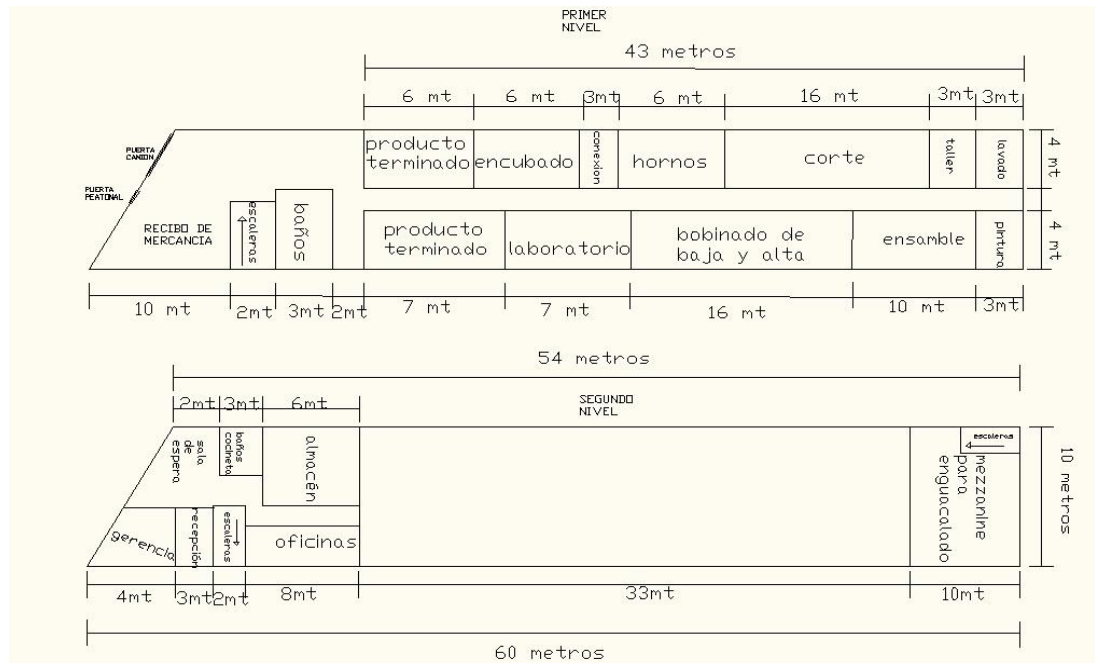 PRIMER
NIVEL
43 metros
6 mt
6 mt
3mt
6 mt
16 mt
3mt
3mt
PUERTA
CAMION
PUERTA
PEATONAL
producto
terminado
encubado
conexion
hornos
corte
taller
lavado
4 mt
RECIBO DE
MERCANCIA
escaleras
baños
producto
terminado
laboratorio
bobinado de
baja y alta
ensamble
pintura
4 mt
10 mt
2mt
3mt
2mt
7 mt
7 mt
16 mt
10 mt
3mt
54 metros
SEGUNDO
NIVEL
2mt
3mt
6mt
sala
de
espera
baños
cocineta
almacén
escaleras
mezzanine
para
enguacalado
10 metros
gerencia
recepción
escaleras
oficinas
4mt
3mt
2mt
8mt
33mt
10mt
60 metros